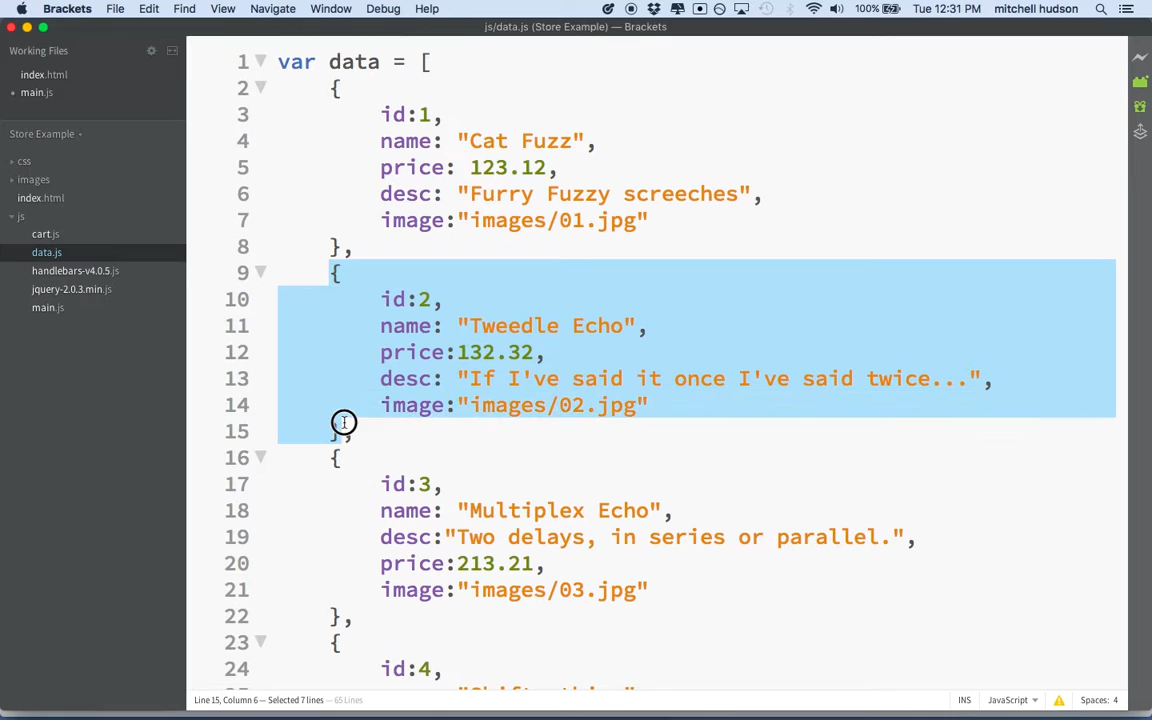 Brackets File Edit Find View Navigate Window Debug Help 100% Tue 12:31 PM mitchell hudson
js/data.js (Store Example) — Brackets
Working Files
index.html
• main.js
Store Example
css
images
index.html
js
cart.js
data.js
handlebars-v4.0.5.js
jquery-2.0.3.min.js
main.js
1 var data = [
2 {
3 id:1,
4 name: "Cat Fuzz",
5 price: 123.12,
6 desc: "Furry Fuzzy screeches",
7 image:"images/01.jpg"
8 },
9 {
10 id:2,
11 name: "Tweedle Echo",
12 price:132.32,
13 desc: "If I've said it once I've said twice...",
14 image:"images/02.jpg"
15 },
16 {
17 id:3,
18 name: "Multiplex Echo",
19 desc:"Two delays, in series or parallel.",
20 price:213.21,
21 image:"images/03.jpg"
22 },
23 {
24 id:4,
Line 15, Column 6 — Selected 7 lines — 65 Lines INS JavaScript Spaces: 4